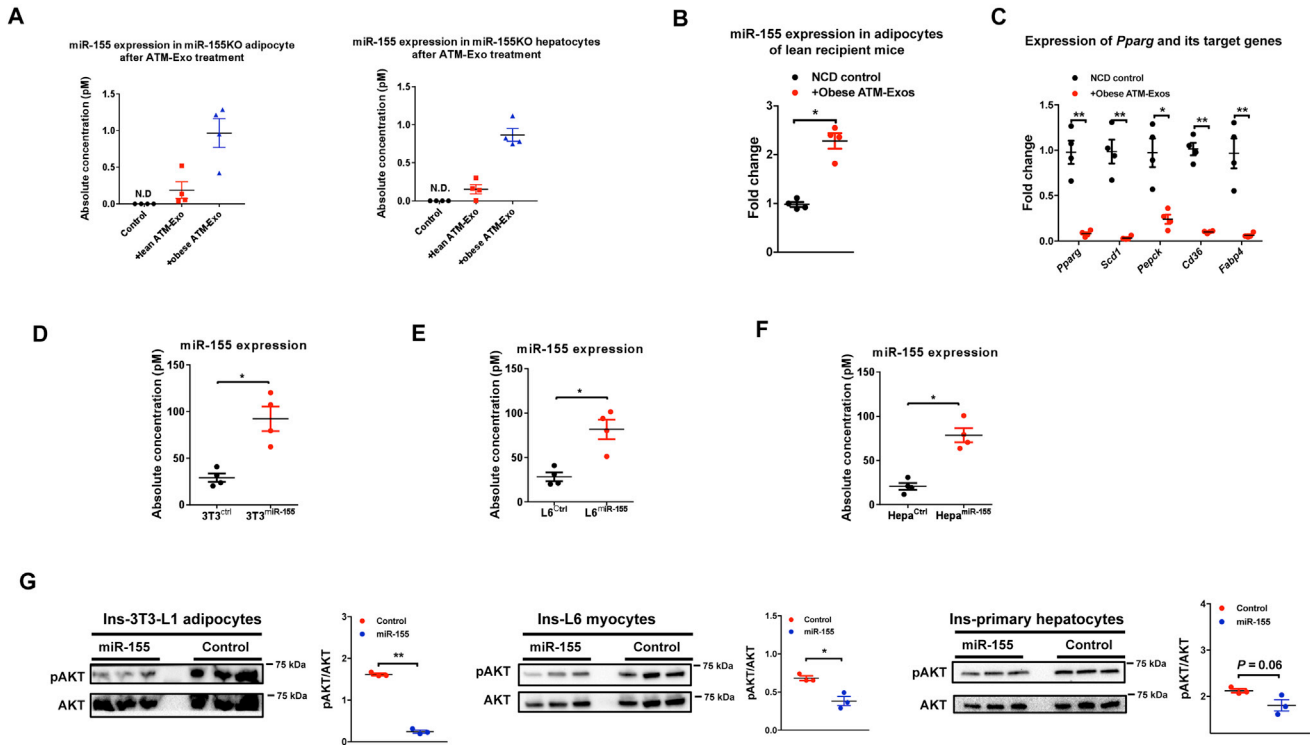 A
miR-155 expression in miR-155KO adipocyte
after ATM-Exo treatment
Absolute concentration (pM)
1.5
1.0
0.5
0.0
N.D
Control
+lean ATM-Exo
+obese ATM-Exo
miR-155 expression in miR-155KO hepatocytes
after ATM-Exo treatment
Absolute concentration (pM)
1.5
1.0
0.5
0.0
N.D.
Control
+lean ATM-Exo
+obese ATM-Exo
B
miR-155 expression in adipocytes
of lean recipient mice
NCD control
+Obese ATM-Exos
Fold change
3
2
1
0
*
C
Expression of Pparg and its target genes
NCD control
+Obese ATM-Exos
Fold change
1.0
0.5
0.0
** ** * ** **
Pparg
Scd1
Pepck
Cd36
Fabp4
D
miR-155 expression
Absolute concentration (pM)
150
100
50
0
*
3T3ctrl 3T3miR-155
E
miR-155 expression
Absolute concentration (pM)
150
100
50
0
*
L6Ctrl L6miR-155
F
miR-155 expression
Absolute concentration (pM)
150
100
50
0
*
HepaCtrl HepamiR-155
G
Ins-3T3-L1 adipocytes
miR-155 Control
75 kDa
pAKT
75 kDa
AKT
Control
miR-155
pAKT/AKT
3
2
1
0
**
Ins-L6 myocytes
miR-155 Control
75 kDa
pAKT
75 kDa
AKT
Control
miR-155
pAKT/AKT
1.5
1.0
0.5
0.0
*
Ins-primary hepatocytes
miR-155 Control
75 kDa
pAKT
75 kDa
AKT
Control
miR-155
pAKT/AKT
4
3
2
P = 0.06